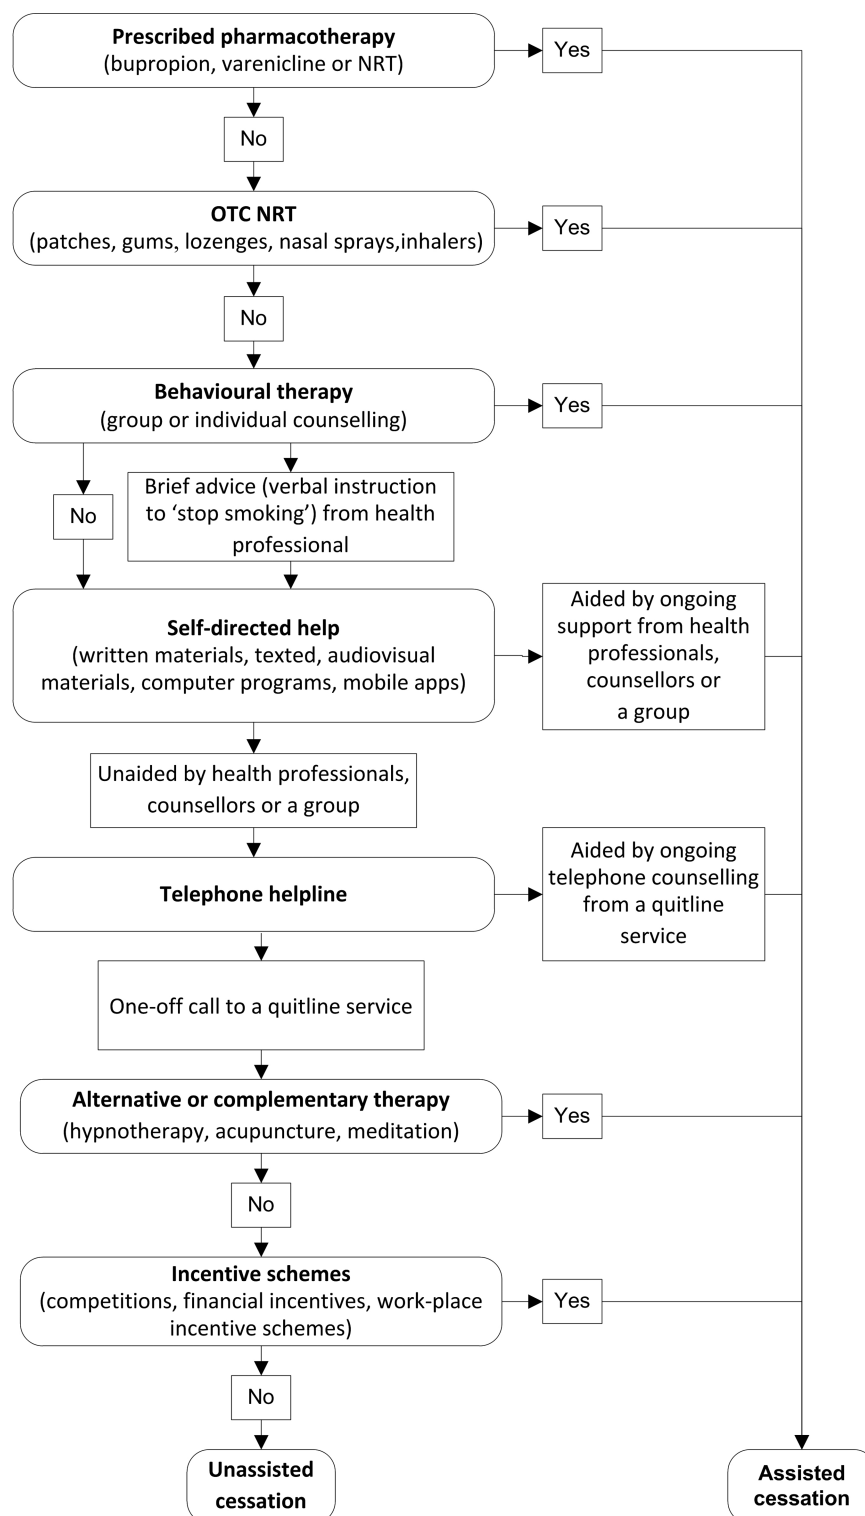 Prescribed pharmacotherapy
(bupropion, varenicline or NRT)
Yes
No
OTC NRT
(patches, gums, lozenges, nasal sprays,inhalers)
Yes
No
Behavioural therapy
(group or individual counselling)
Yes
No
Brief advice (verbal instruction
to ‘stop smoking’) from health
professional
Self-directed help
(written materials, texted, audiovisual
materials, computer programs, mobile apps)
Aided by ongoing
support from health
professionals,
counsellors or
a group
Unaided by health professionals,
counsellors or a group
Telephone helpline
Aided by ongoing
telephone counselling
from a quitline
service
One-off call to a quitline service
Alternative or complementary therapy
(hypnotherapy, acupuncture, meditation)
Yes
No
Incentive schemes
(competitions, financial incentives, work-place
incentive schemes)
Yes
No
Unassisted
cessation
Assisted
cessation